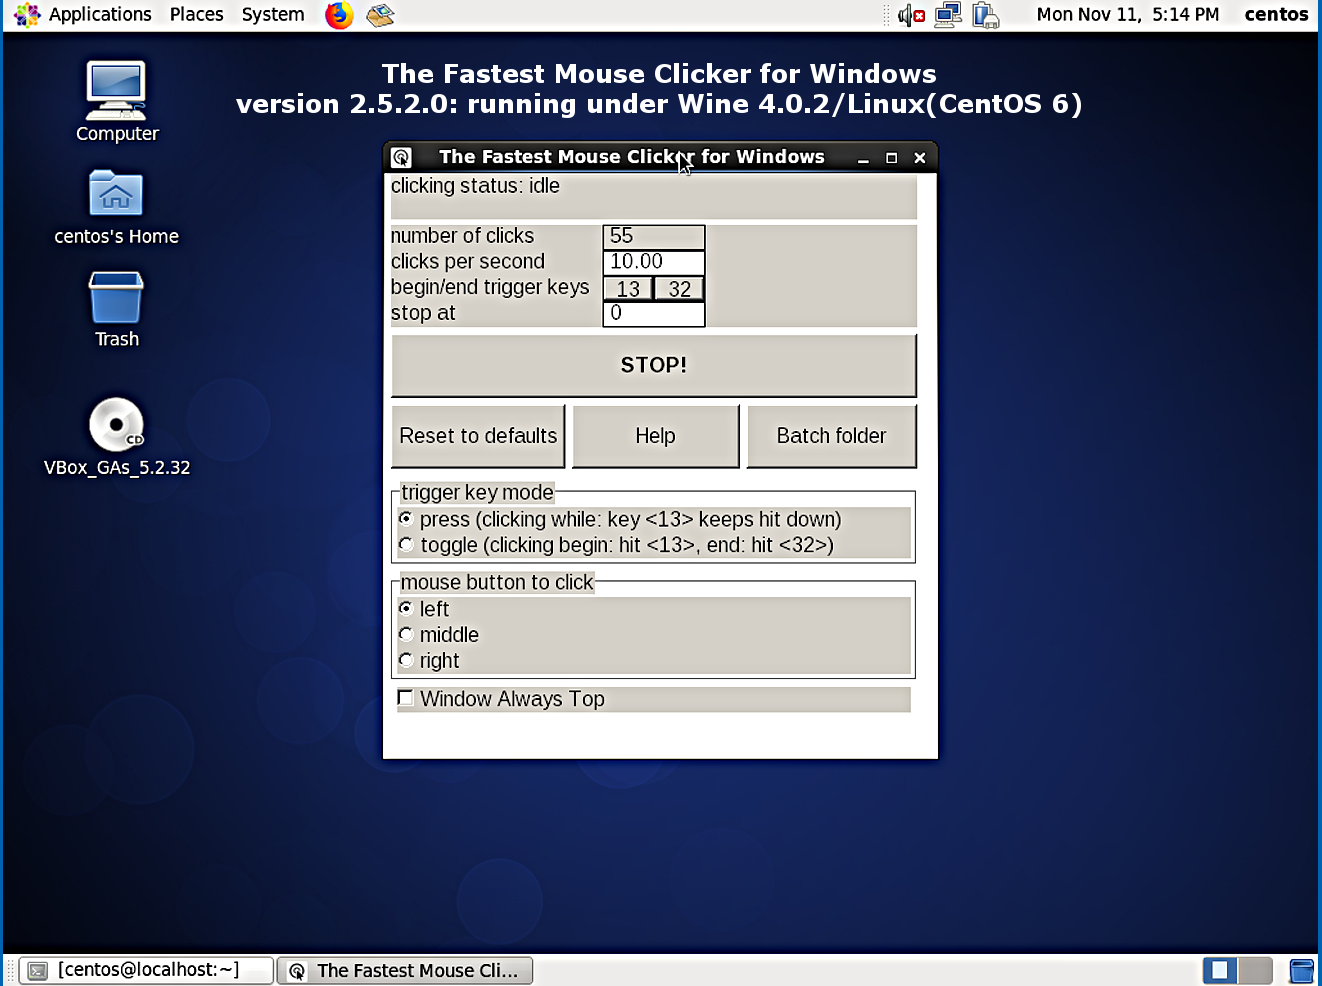 Applications Places System Mon Nov 11, 5:14 PM centos
The Fastest Mouse Clicker for Windows
version 2.5.2.0: running under Wine 4.0.2/Linux(CentOS 6)
Computer
centos's Home
Trash
CD
VBox_GAs_5.2.32
The Fastest Mouse Clicker for Windows
clicking status: idle
number of clicks 55
clicks per second 10.00
begin/end trigger keys 13 32
stop at 0
STOP!
Reset to defaults Help Batch folder
trigger key mode
press (clicking while: key <13> keeps hit down)
toggle (clicking begin: hit <13>, end: hit <32>)
mouse button to click
left
middle
right
Window Always Top
[centos@localhost:~] The Fastest Mouse Cli...